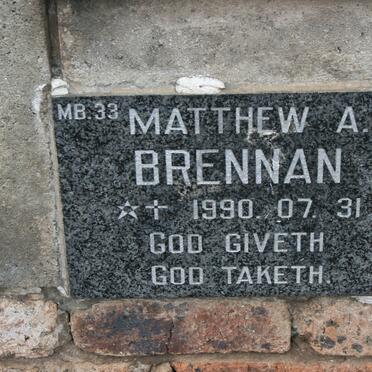 MB.33 MATTHEW A.
BRENNAN
☆ + 1990. 07. 31
GOD GIVETH
GOD TAKETH.